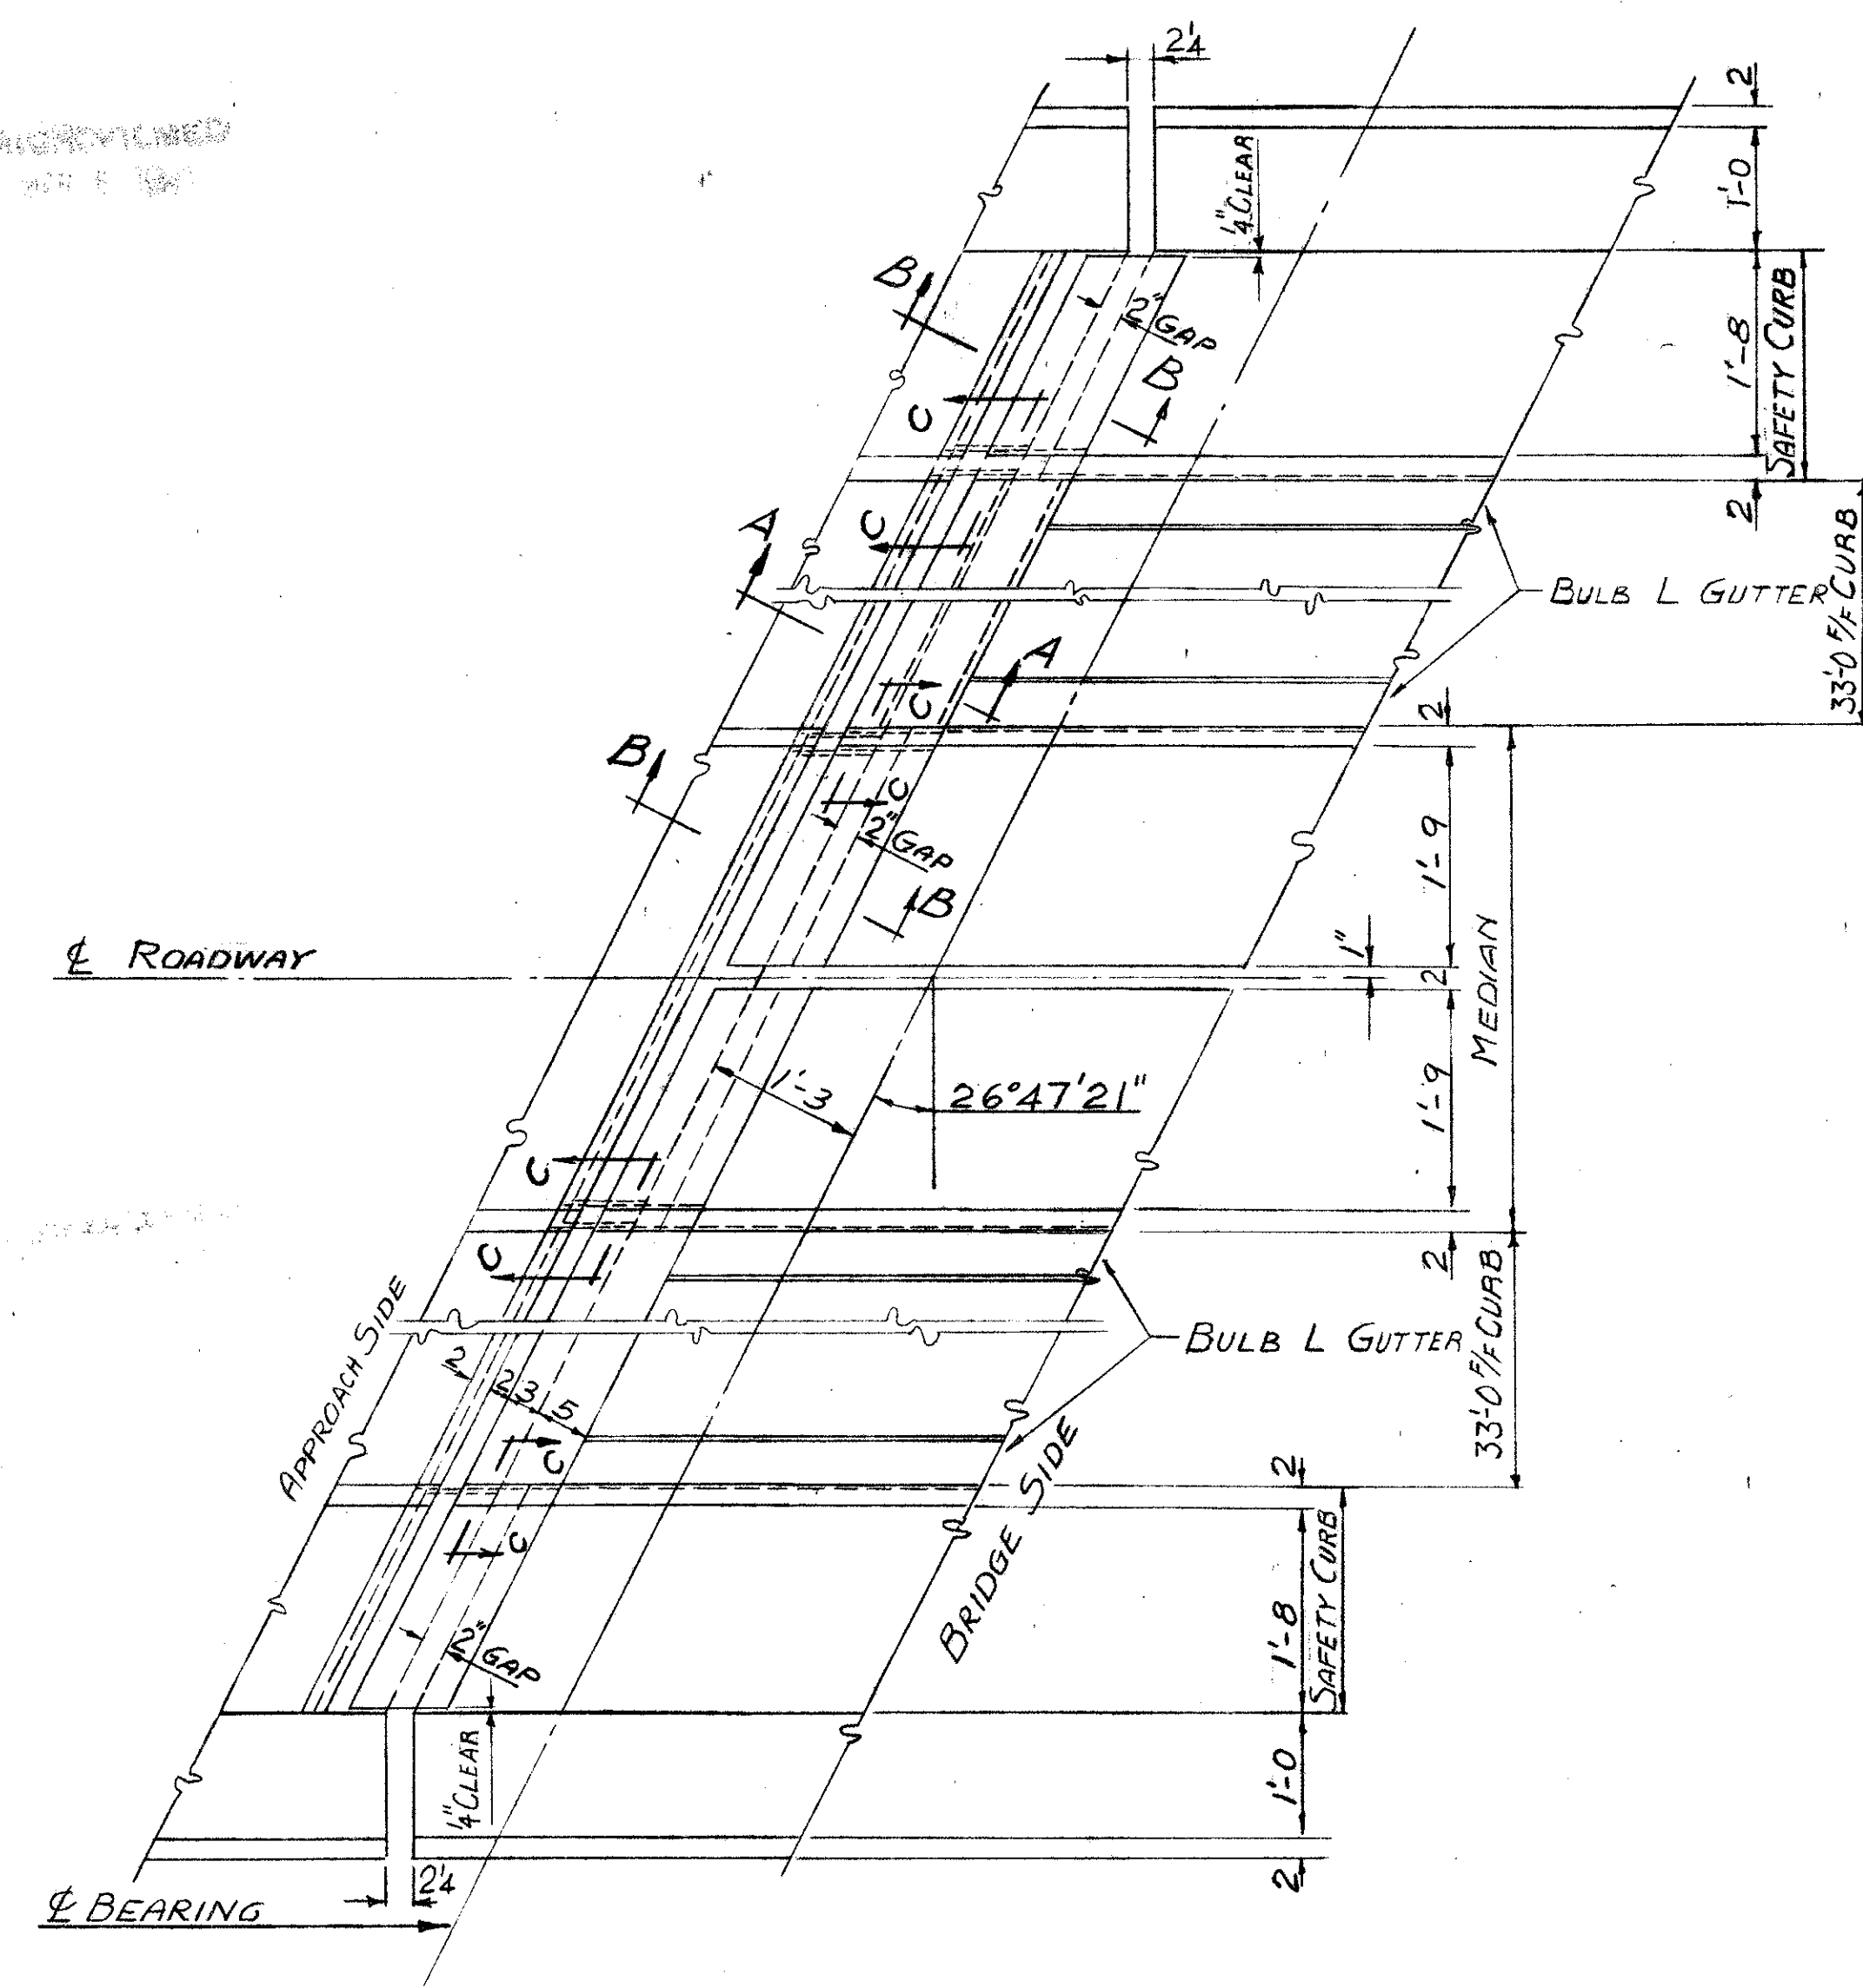 2¼
2
¼" CLEAR
1'-0
B
2" GAP
B
1'-8
SAFETY CURB
C
2
A
C
BULB L GUTTER
33'-0 F/F CURB
A
C
2
B
C
2" GAP
1'-9
B
℄ ROADWAY
1"
2
MEDIAN
1'-3
26°47'21"
1'-9
C
C
2
APPROACH SIDE
BULB L GUTTER
33'-0 F/F CURB
2
2
3
5
C
2
C
BRIDGE SIDE
1'-8
SAFETY CURB
2" GAP
¼" CLEAR
1'-0
2¼
2
℄ BEARING